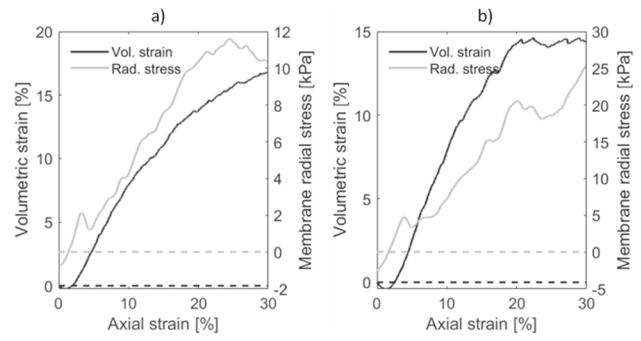 a)
Volumetric strain [%]
20
15
10
5
0
Vol. strain
Rad. stress
12
10
8
6
4
2
0
-2
Membrane radial stress [kPa]
0 10 20 30
Axial strain [%]
b)
Volumetric strain [%]
15
10
5
0
Vol. strain
Rad. stress
30
25
20
15
10
5
0
-5
Membrane radial stress [kPa]
0 10 20 30
Axial strain [%]